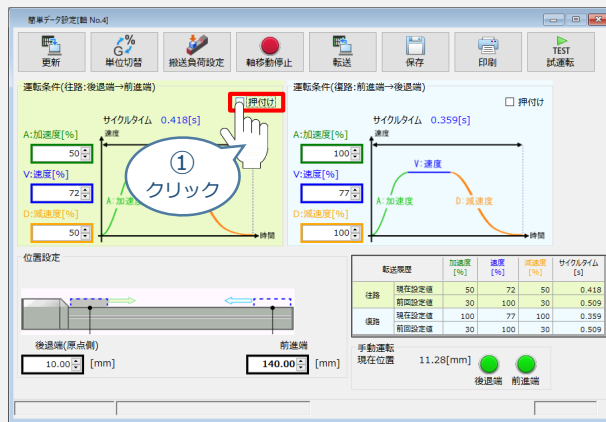 簡単データ設定[軸 No.4]
更新
G
%
単位切替
搬送負荷設定
軸移動停止
転送
保存
印刷
TEST
試運転
運転条件(往路:後退端→前進端)
押付け
サイクルタイム 0.418[s]
A:加速度[%]
50
V:速度[%]
72
D:減速度[%]
50
速度
A:加速
時間
①
クリック
運転条件(復路:前進端→後退端)
押付け
サイクルタイム 0.359[s]
A:加速度[%]
100
V:速度[%]
77
D:減速度[%]
100
速度
V:速度
A:加速度
D:減速度
時間
位置設定
後退端(原点側)
10.00 [mm]
前進端
140.00 [mm]
転送履歴 加速度[%] 速度[%] 減速度[%] サイクルタイム[s]
往路 現在設定値 50 72 50 0.418
前回設定値 30 100 30 0.509
復路 現在設定値 100 77 100 0.359
前回設定値 30 100 30 0.509
手動運転
現在位置 11.28[mm]
後退端 前進端